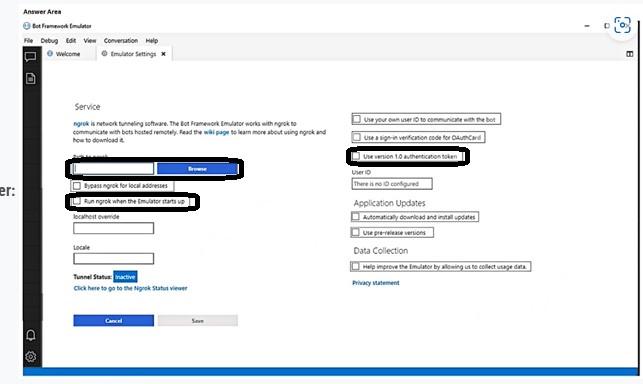 Answer Area
Bot Framework Emulator
File Debug Edit View Conversation Help
Welcome
Emulator Settings
er:
Service
ngrok is network tunneling software. The Bot Framework Emulator works with ngrok to
communicate with bots hosted remotely. Read the wiki page to learn more about using ngrok and
how to download it.
Path to ngrok
Browse
Bypass ngrok for local addresses
Run ngrok when the Emulator starts up
localhost override
Locale
Tunnel Status: Inactive
Click here to go to the Ngrok Status viewer
Cancel Save
Use your own user ID to communicate with the bot
Use a sign-in verification code for OAuthCard
Use version 1.0 authentication token
User ID
There is no ID configured
Application Updates
Automatically download and install updates
Use pre-release versions
Data Collection
Help improve the Emulator by allowing us to collect usage data.
Privacy statement